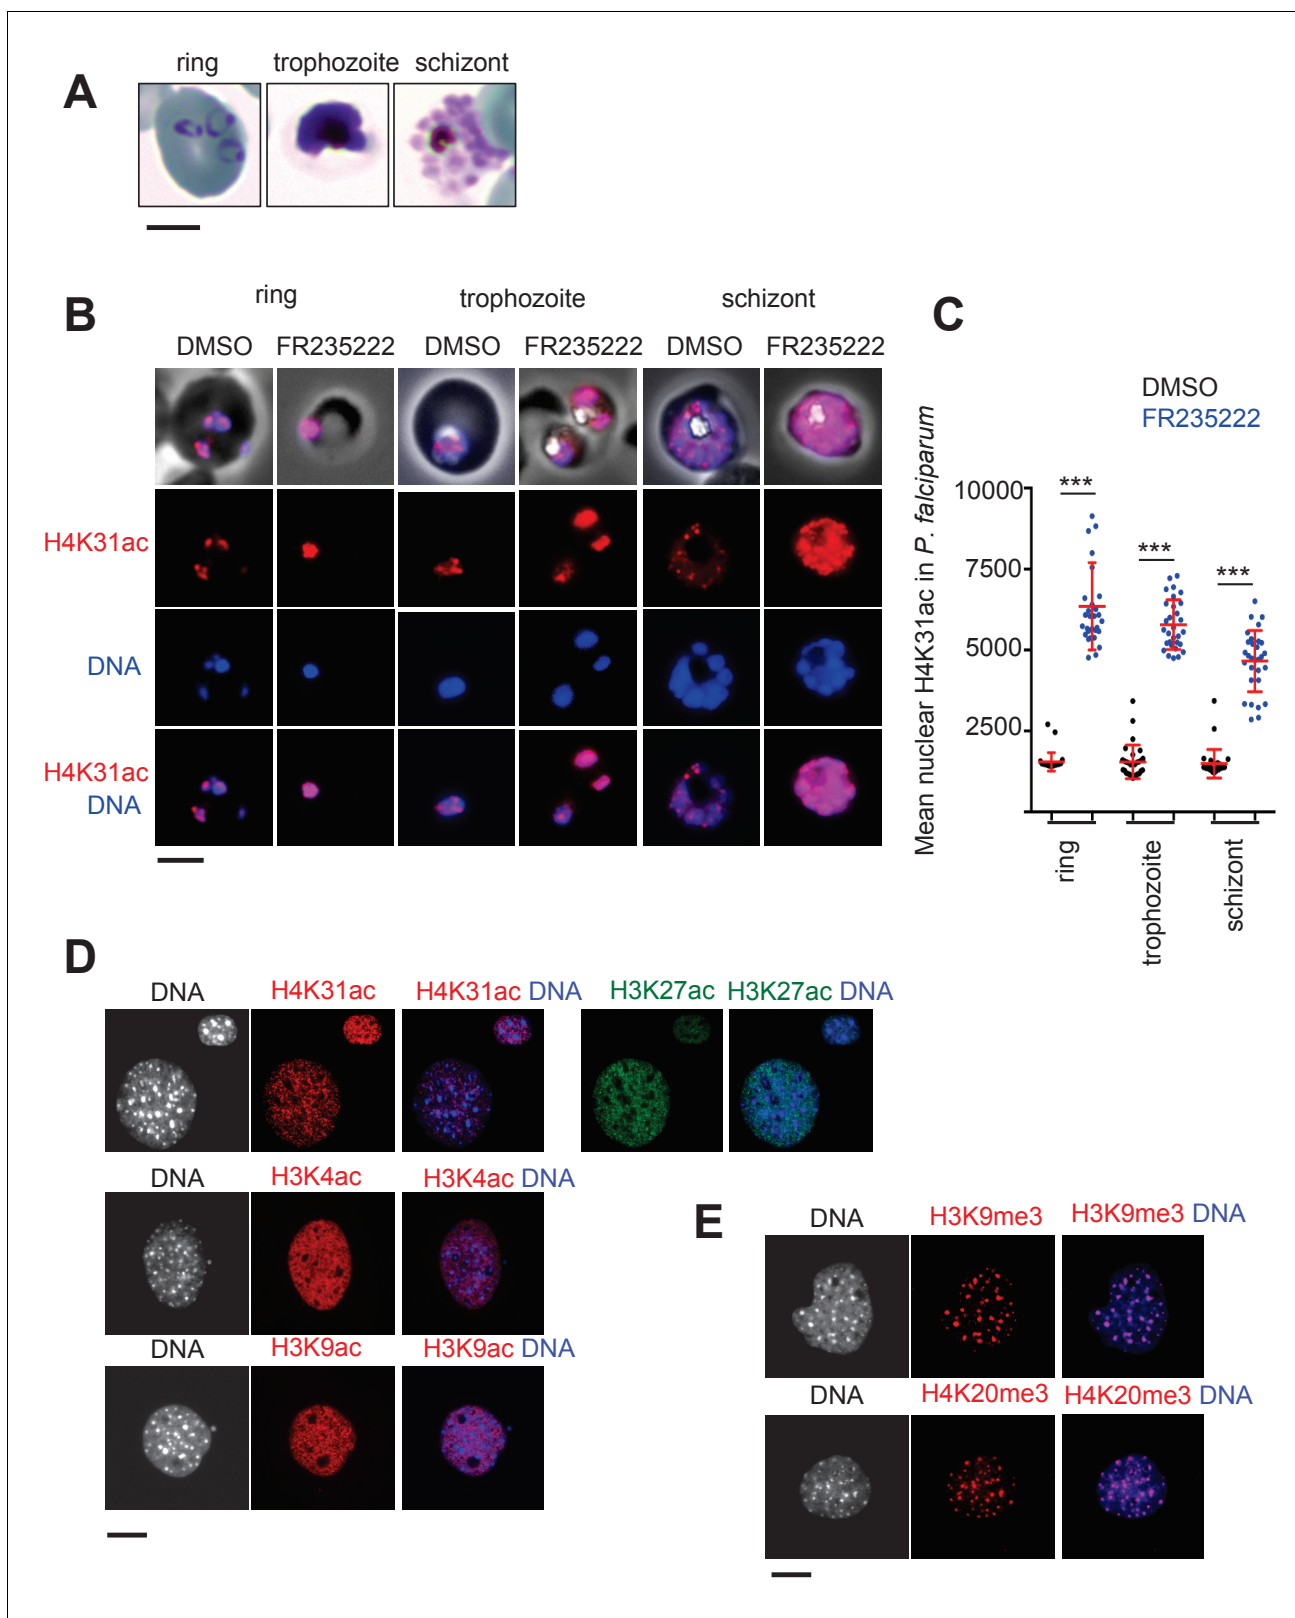 A
ring trophozoite schizont
B
ring trophozoite schizont
DMSO FR235222 DMSO FR235222 DMSO FR235222
H4K31ac
DNA
H4K31ac
DNA
C
DMSO
FR235222
Mean nuclear H4K31ac in P. falciparum
10000
7500
5000
2500
***
***
***
ring
trophozoite
schizont
D
DNA H4K31ac H4K31ac DNA H3K27ac H3K27ac DNA
DNA H3K4ac H3K4ac DNA
DNA H3K9ac H3K9ac DNA
E
DNA H3K9me3 H3K9me3 DNA
DNA H4K20me3 H4K20me3 DNA